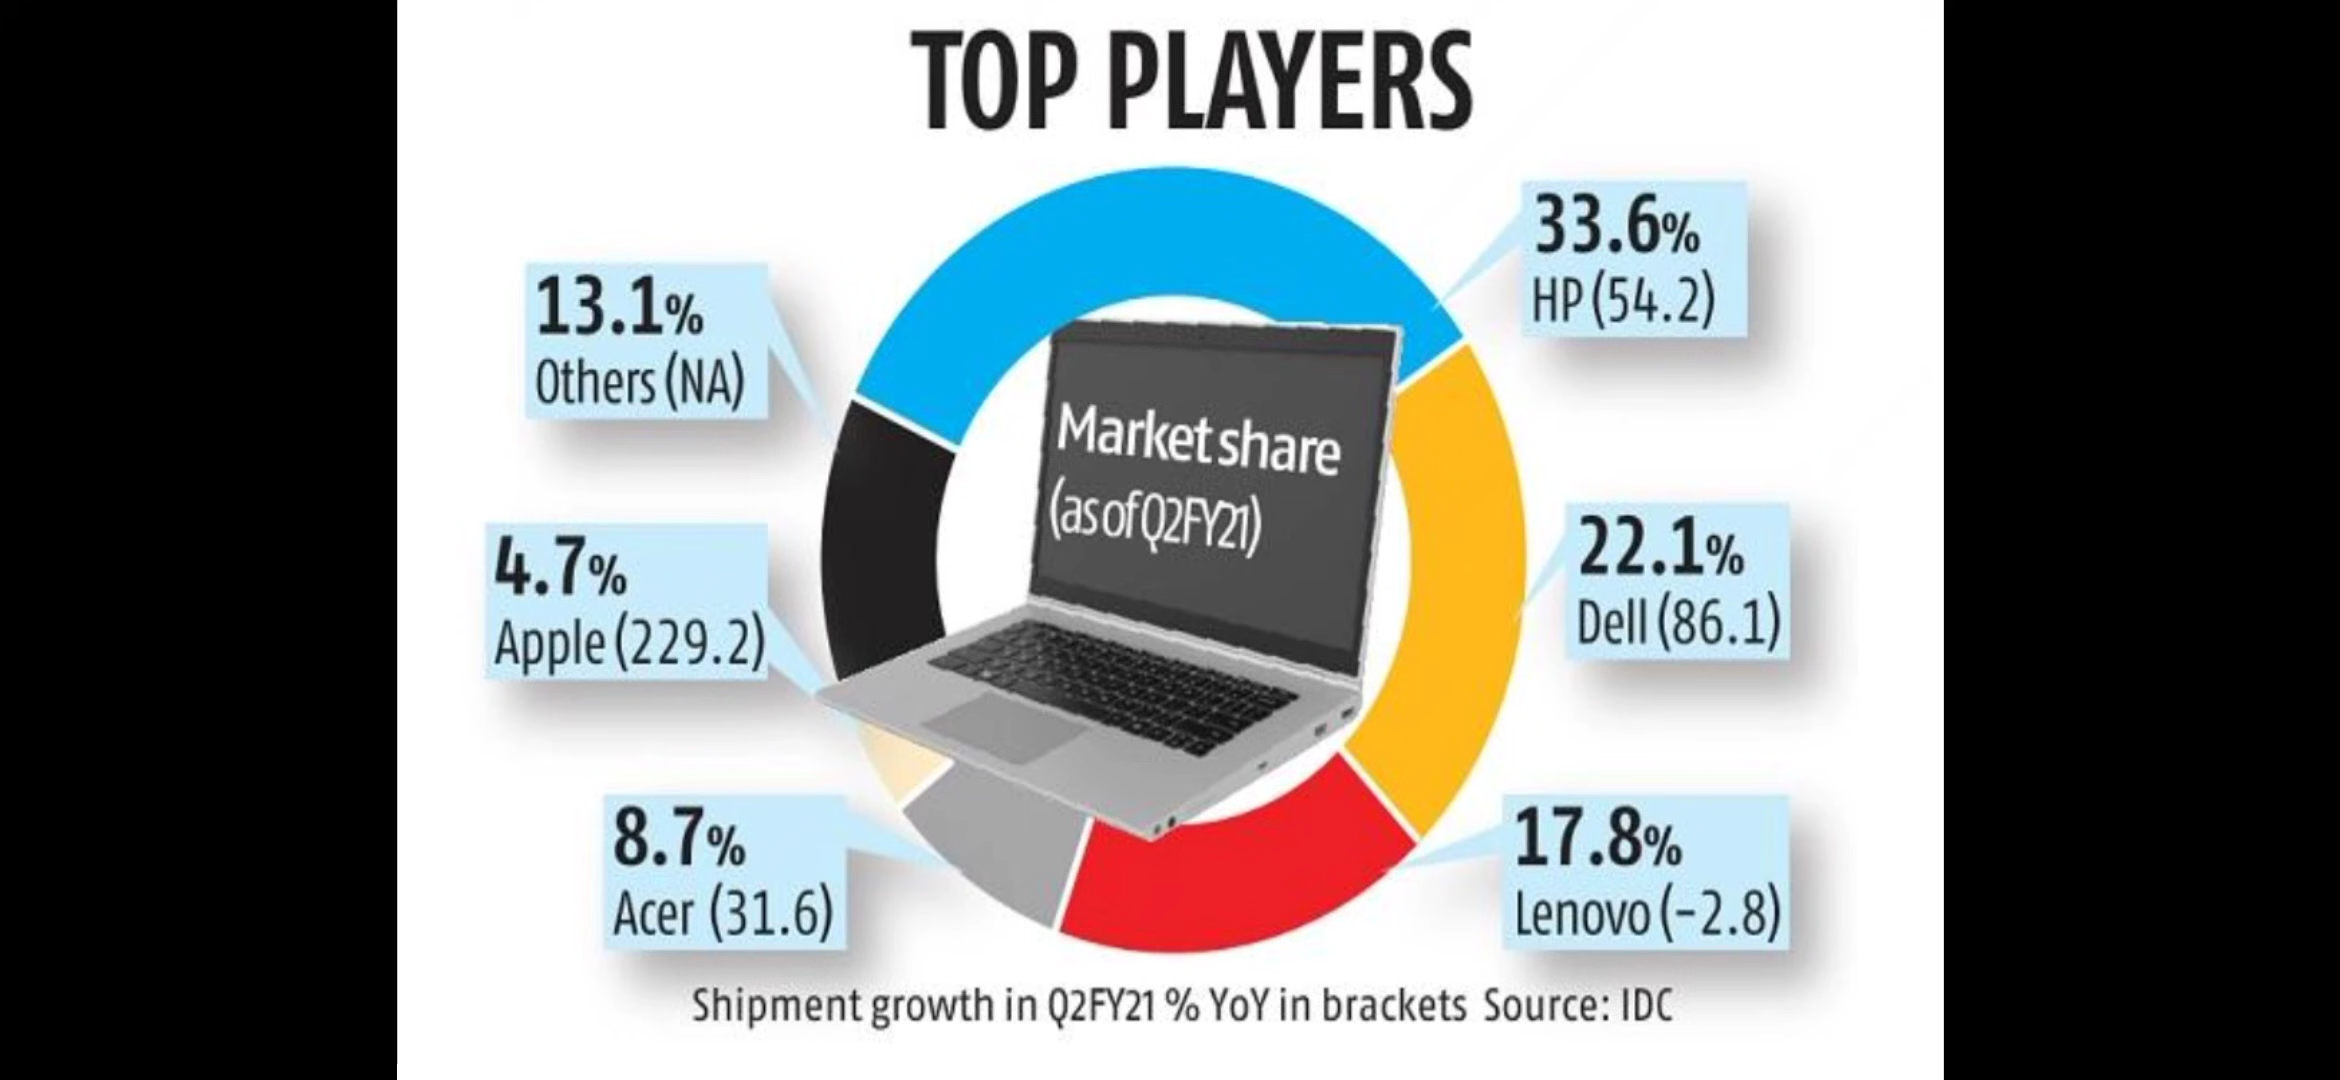 TOP PLAYERS
33.6%
HP (54.2)
13.1%
Others (NA)
Market share
(as of Q2FY21)
22.1%
Dell (86.1)
4.7%
Apple (229.2)
17.8%
Lenovo (-2.8)
8.7%
Acer (31.6)
Shipment growth in Q2FY21 % YoY in brackets Source: IDC